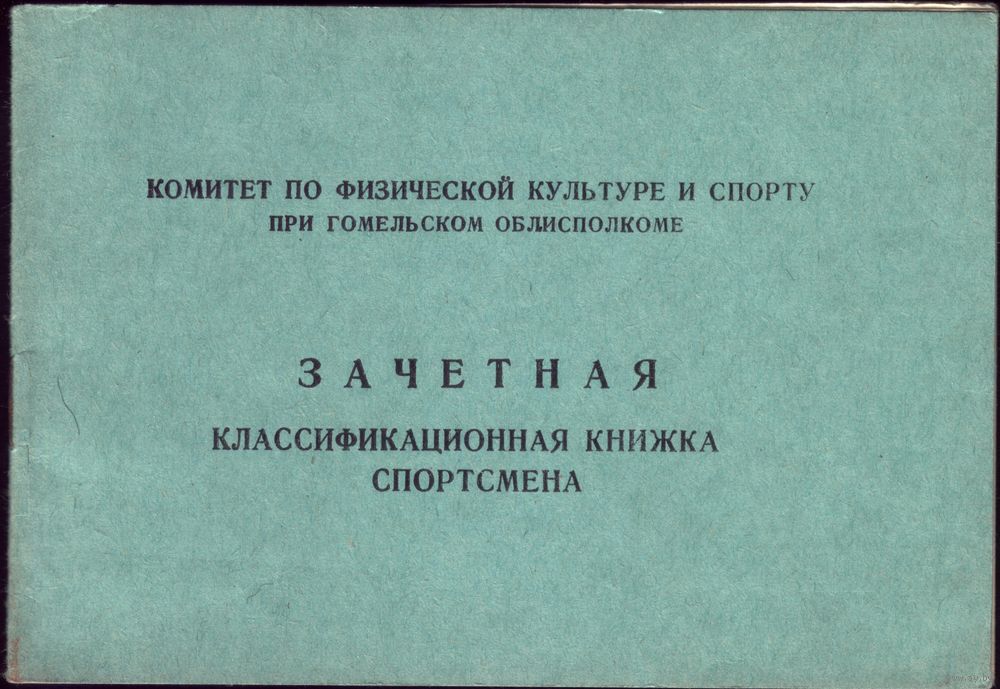 КОМИТЕТ ПО ФИЗИЧЕСКОЙ КУЛЬТУРЕ И СПОРТУ
ПРИ ГОМЕЛЬСКОМ ОБЛИСПОЛКОМЕ
ЗАЧЕТНАЯ
КЛАССИФИКАЦИОННАЯ КНИЖКА
СПОРТСМЕНА